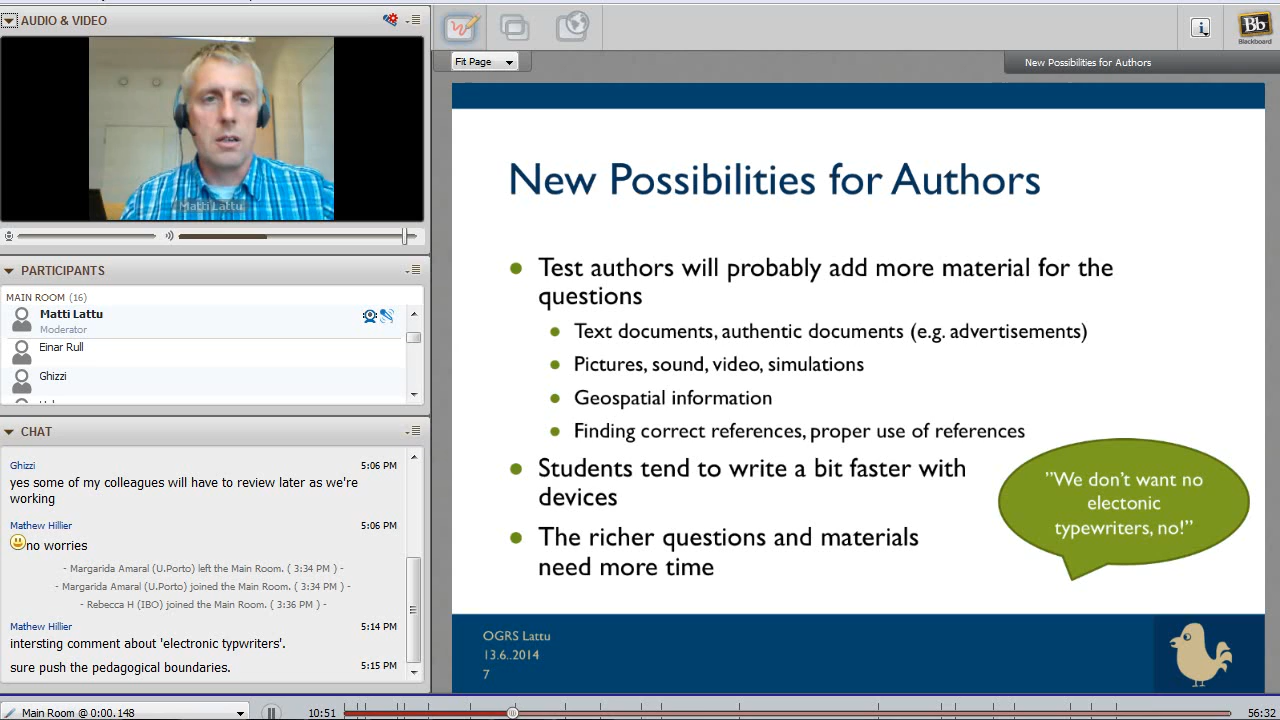 AUDIO & VIDEO
Matti Lattu
PARTICIPANTS
MAIN ROOM (16)
Matti Lattu
Moderator
Einar Rull
Ghizzi
CHAT
Ghizzi 5:06 PM
yes some of my colleagues will have to review later as we're
working
Mathew Hillier 5:06 PM
no worries
- Margarida Amaral (U.Porto) left the Main Room. ( 3:34 PM ) -
- Margarida Amaral (U.Porto) joined the Main Room. ( 3:36 PM ) -
- Rebecca H (IBO) joined the Main Room. ( 3:36 PM ) -
Mathew Hillier 5:14 PM
intersting comment about 'electronic typwriters'.
sure push the pedagogical boundaries. 5:15 PM
Main Room @ 0:00.148
10:51
56:32
Fit Page
Bb
Blackboard
New Possibilities for Authors
New Possibilities for Authors
Test authors will probably add more material for the
questions
Text documents, authentic documents (e.g. advertisements)
Pictures, sound, video, simulations
Geospatial information
Finding correct references, proper use of references
Students tend to write a bit faster with
devices
The richer questions and materials
need more time
"We don't want no
electonic
typewriters, no!"
OGRS Lattu
13.6..2014
7